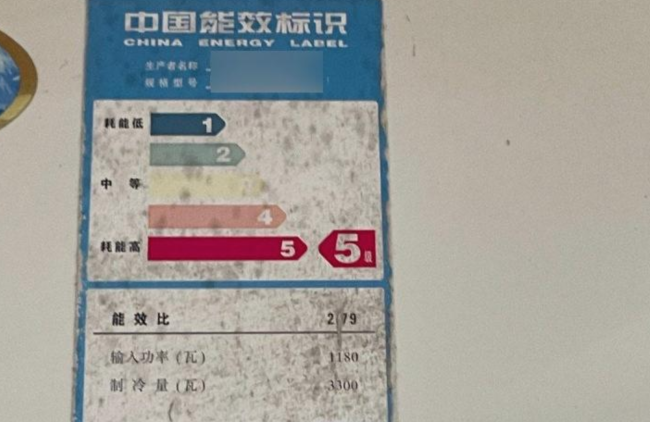 中国能效标识
CHINA ENERGY LABEL
生产者名称
规格型号
耗能低 1
2
中 等 3
4
耗能高 5 5级
能效比 2.79
输入功率(瓦) 1180
制冷量(瓦) 3300